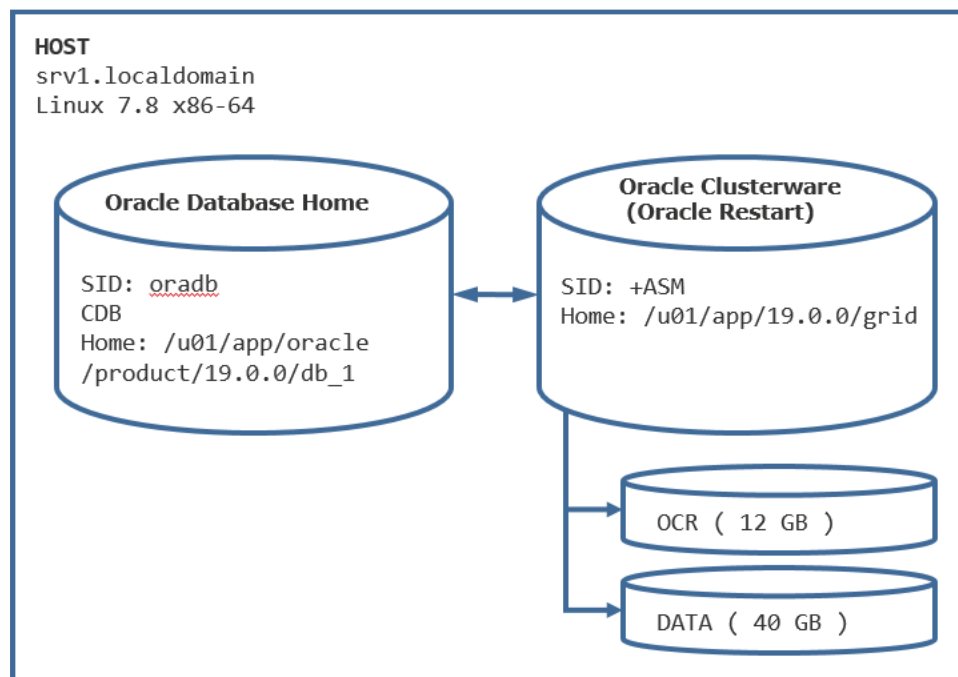 HOST
srv1.localdomain
Linux 7.8 x86-64
Oracle Database Home
SID: oradb
CDB
Home: /u01/app/oracle
/product/19.0.0/db_1
Oracle Clusterware
(Oracle Restart)
SID: +ASM
Home: /u01/app/19.0.0/grid
OCR ( 12 GB )
DATA ( 40 GB )